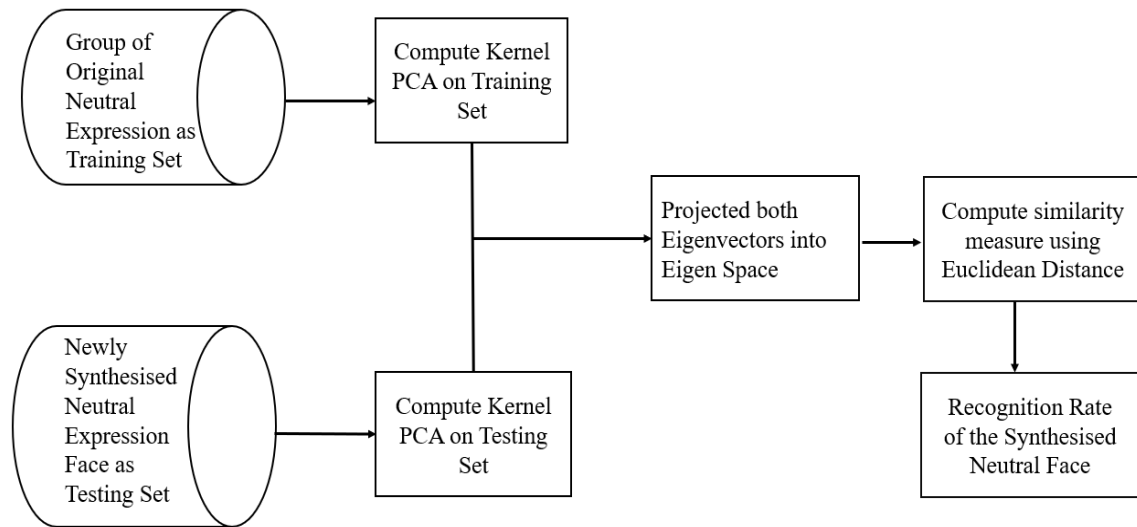 Group of
Original
Neutral
Expression as
Training Set
Compute Kernel
PCA on Training
Set
Projected both
Eigenvectors into
Eigen Space
Compute similarity
measure using
Euclidean Distance
Newly
Synthesised
Neutral
Expression
Face as
Testing Set
Compute Kernel
PCA on Testing
Set
Recognition Rate
of the Synthesised
Neutral Face